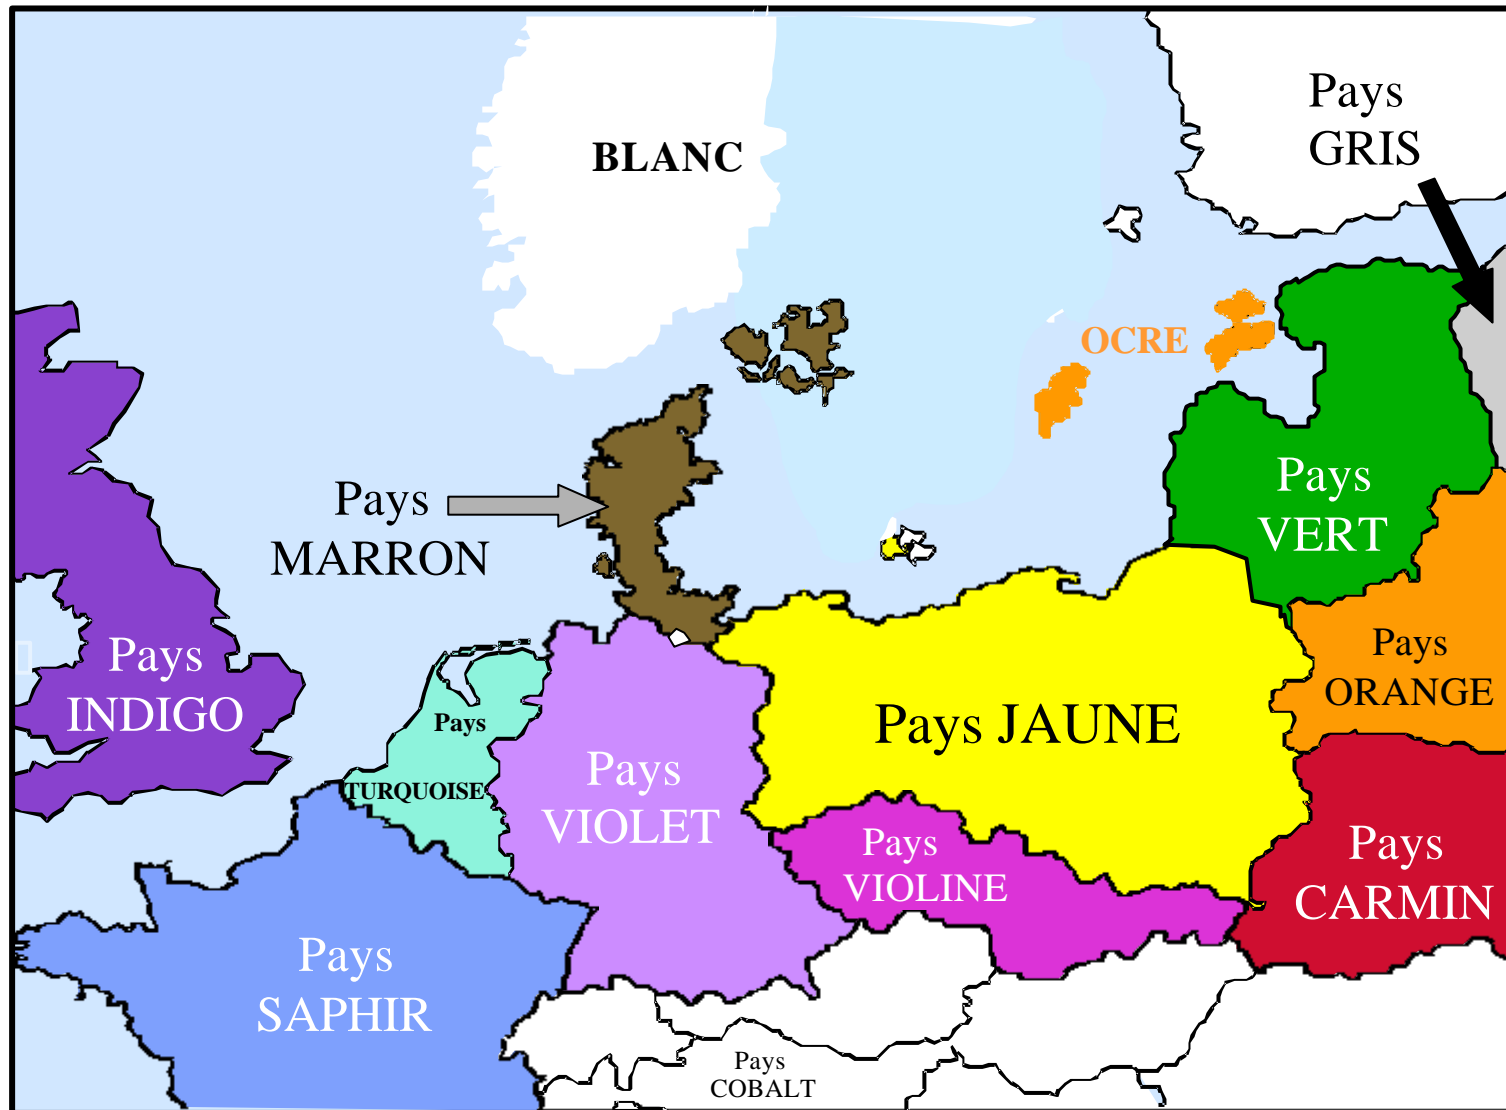 Pays
GRIS
BLANC
OCRE
Pays
MARRON
Pays
VERT
Pays
INDIGO
Pays
TURQUOISE
Pays
VIOLET
Pays JAUNE
Pays
ORANGE
Pays
VIOLINE
Pays
CARMIN
Pays
SAPHIR
Pays
COBALT